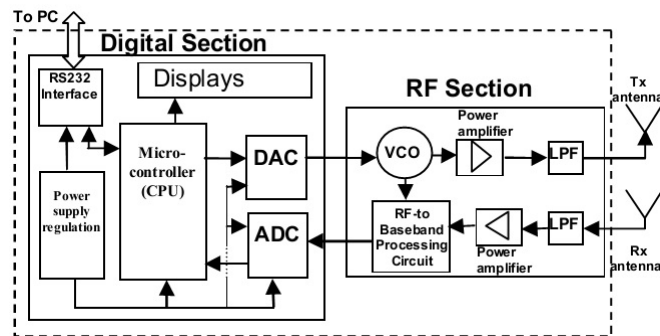 To PC
Digital Section
RS232
Interface
Displays
RF Section
Tx
antenna
Power
amplifier
Micro-
controller
(CPU)
DAC
VCO
LPF
Power
supply
regulation
ADC
RF-to
Baseband
Processing
Circuit
Power
amplifier
LPF
Rx
antenna